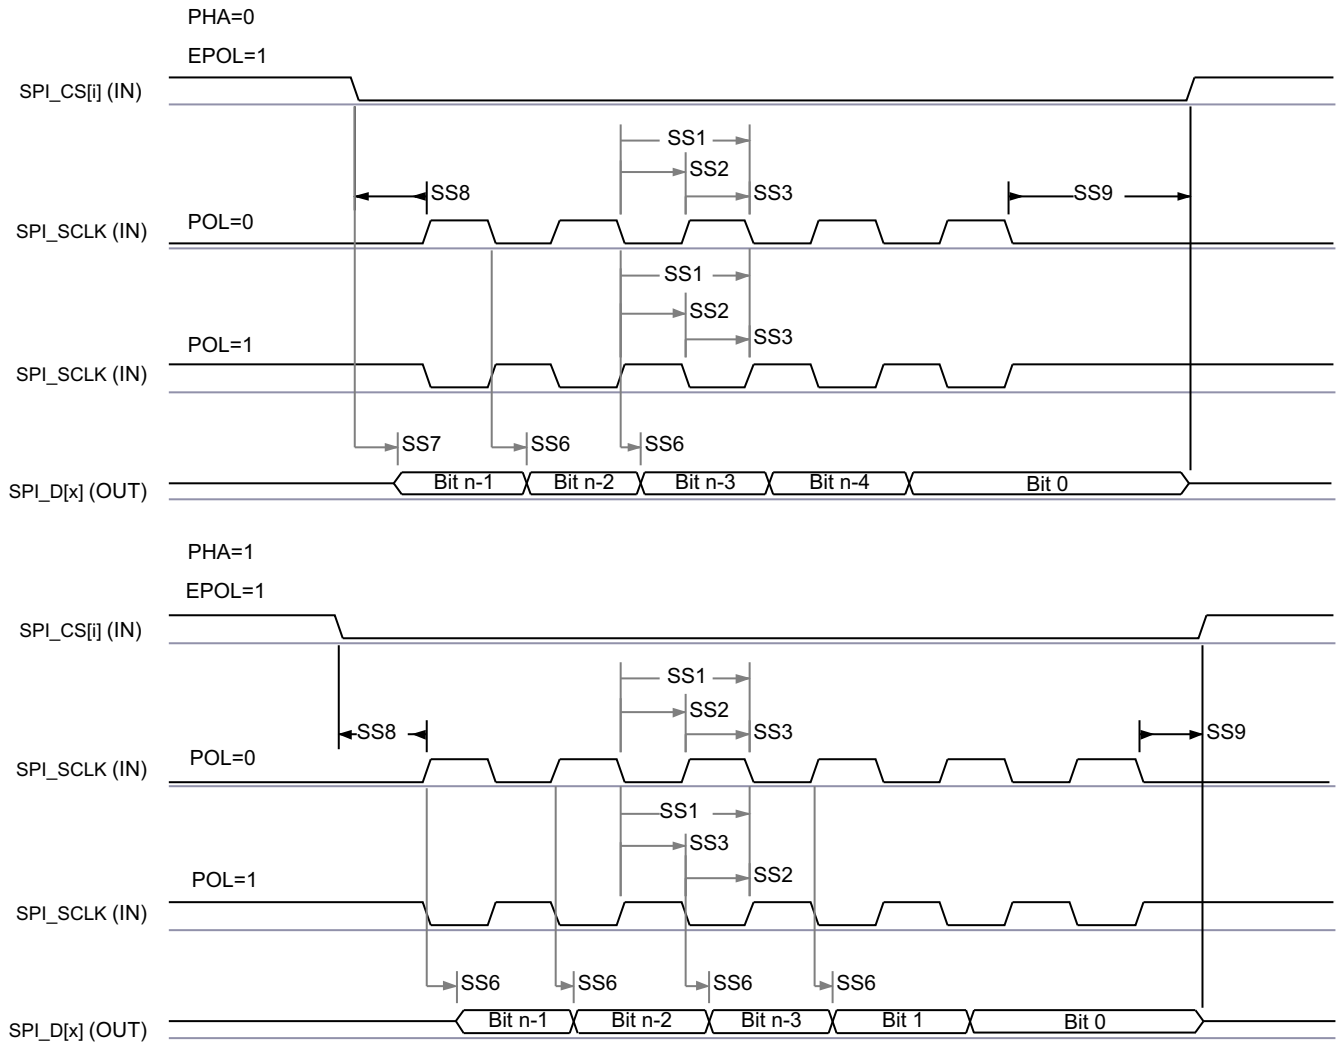 PHA=0
EPOL=1
SPI_CS[i] (IN)
SS1
SS2
SS8
SS3
SS9
POL=0
SPI_SCLK (IN)
SS1
SS2
SS3
POL=1
SPI_SCLK (IN)
SS7
SS6
SS6
SPI_D[x] (OUT)
Bit n-1
Bit n-2
Bit n-3
Bit n-4
Bit 0
PHA=1
EPOL=1
SPI_CS[i] (IN)
SS1
SS2
SS8
SS3
SS9
POL=0
SPI_SCLK (IN)
SS1
SS3
SS2
POL=1
SPI_SCLK (IN)
SS6
SS6
SS6
SS6
SPI_D[x] (OUT)
Bit n-1
Bit n-2
Bit n-3
Bit 1
Bit 0